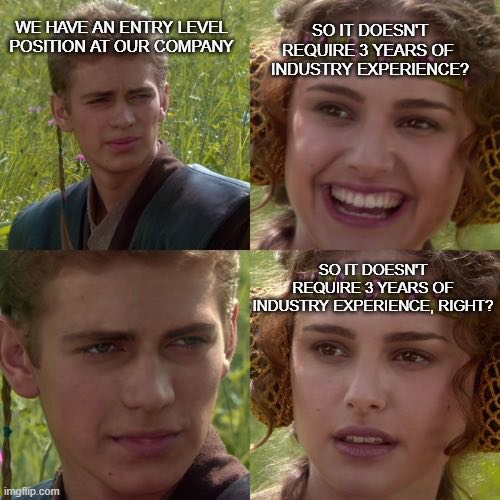 WE HAVE AN ENTRY LEVEL
POSITION AT OUR COMPANY
SO IT DOESN'T
REQUIRE 3 YEARS OF
INDUSTRY EXPERIENCE?
SO IT DOESN'T
REQUIRE 3 YEARS OF
INDUSTRY EXPERIENCE, RIGHT?
imgflip.com